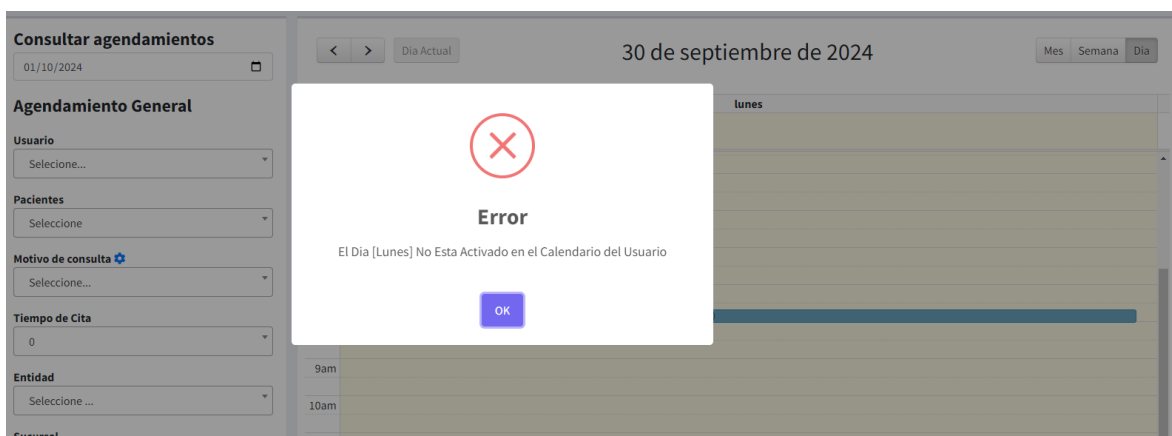 Consultar agendamientos
01/10/2024
Agendamiento General
Usuario
Selecione...
Pacientes
Seleccione
Motivo de consulta
Seleccione...
Tiempo de Cita
0
Entidad
Seleccione ...
Sucursal
Dia Actual
30 de septiembre de 2024
Mes Semana Dia
lunes
Error
El Dia [Lunes] No Esta Activado en el Calendario del Usuario
OK
9am
10am